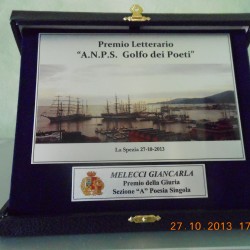 Premio Letterario
"A.N.P.S. Golfo dei Poeti"
La Spezia 27-10-2013
MELECCI GIANCARLA
Premio della Giuria
Sezione "A" Poesia Singola
27.10.2013 17